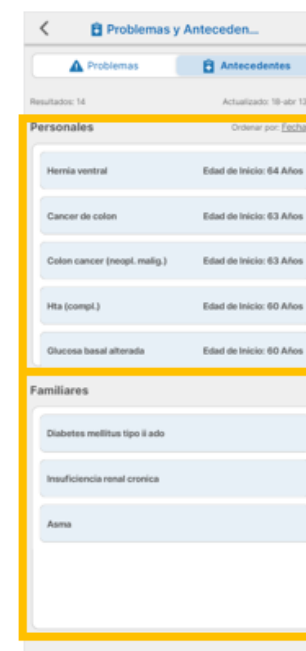 Problemas y Anteceden...
Problemas
Antecedentes
Resultados: 14
Actualizado: 18-abr 12
Personales
Ordenar por: Fecha
Hernia ventral
Edad de Inicio: 64 Años
Cancer de colon
Edad de Inicio: 63 Años
Colon cancer (neopl. malig.)
Edad de Inicio: 63 Años
Hta (compl.)
Edad de Inicio: 60 Años
Glucosa basal alterada
Edad de Inicio: 60 Años
Familiares
Diabetes mellitus tipo ii ado
Insuficiencia renal cronica
Asma